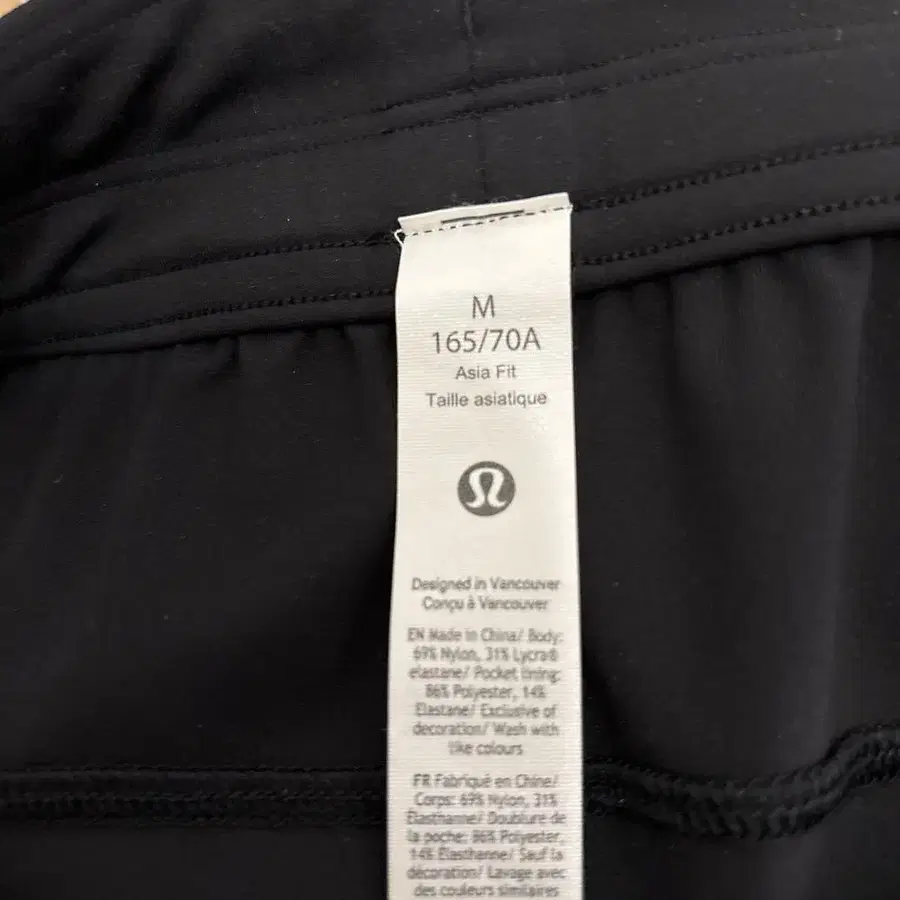 M
165/70A
Asia Fit
Taille asiatique
Designed in Vancouver
Conçu à Vancouver
EN Made in China/ Body:
69% Nylon, 31% Lycra®
elastane/ Pocket lining:
86% Polyester, 14%
Elastane/ Exclusive of
decoration/ Wash with
like colours
FR Fabriqué en Chine/
Corps: 69% Nylon, 31%
Élasthanne/ Doublure de
la poche: 86% Polyester,
14% Élasthanne/ Sauf la
décoration/ Lavage avec
des couleurs similaires